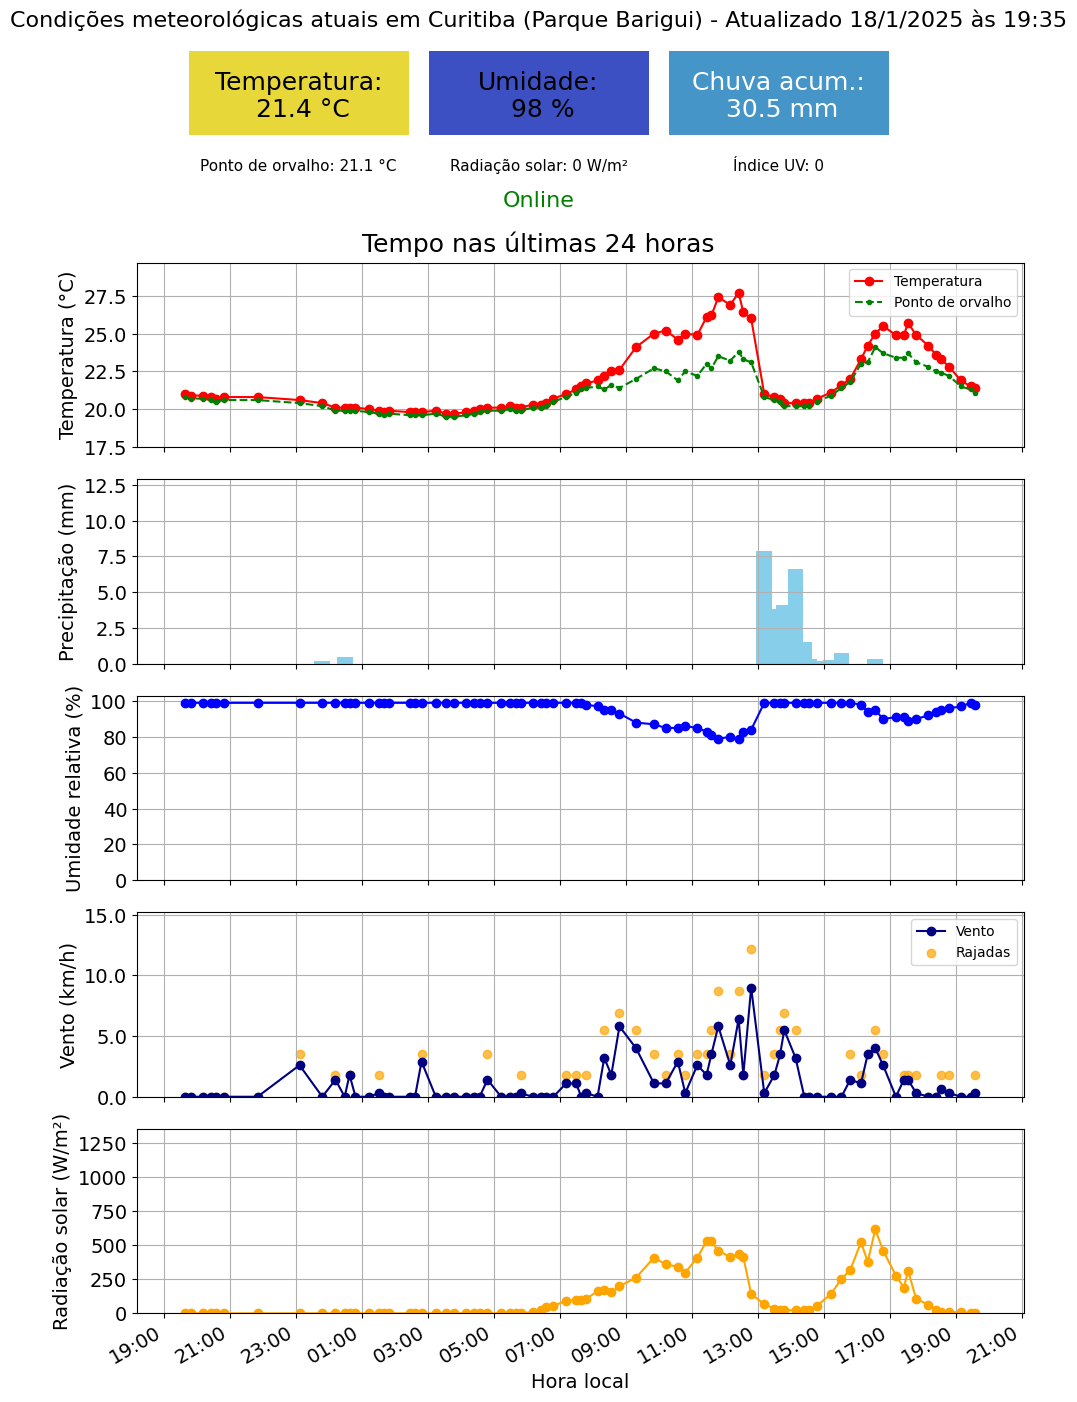 Condições meteorológicas atuais em Curitiba (Parque Barigui) - Atualizado 18/1/2025 às 19:35
Temperatura:
21.4 °C
Umidade:
98 %
Chuva acum.:
30.5 mm
Ponto de orvalho: 21.1 °C
Radiação solar: 0 W/m²
Índice UV: 0
Online
Tempo nas últimas 24 horas
Temperatura (°C)
27.5
25.0
22.5
20.0
17.5
Temperatura
Ponto de orvalho
Precipitação (mm)
12.5
10.0
7.5
5.0
2.5
0.0
Umidade relativa (%)
100
80
60
40
20
0
Vento (km/h)
15.0
10.0
5.0
0.0
Vento
Rajadas
Radiação solar (W/m²)
1250
1000
750
500
250
0
19:00
21:00
23:00
01:00
03:00
05:00
07:00
09:00
11:00
13:00
15:00
17:00
19:00
21:00
Hora local